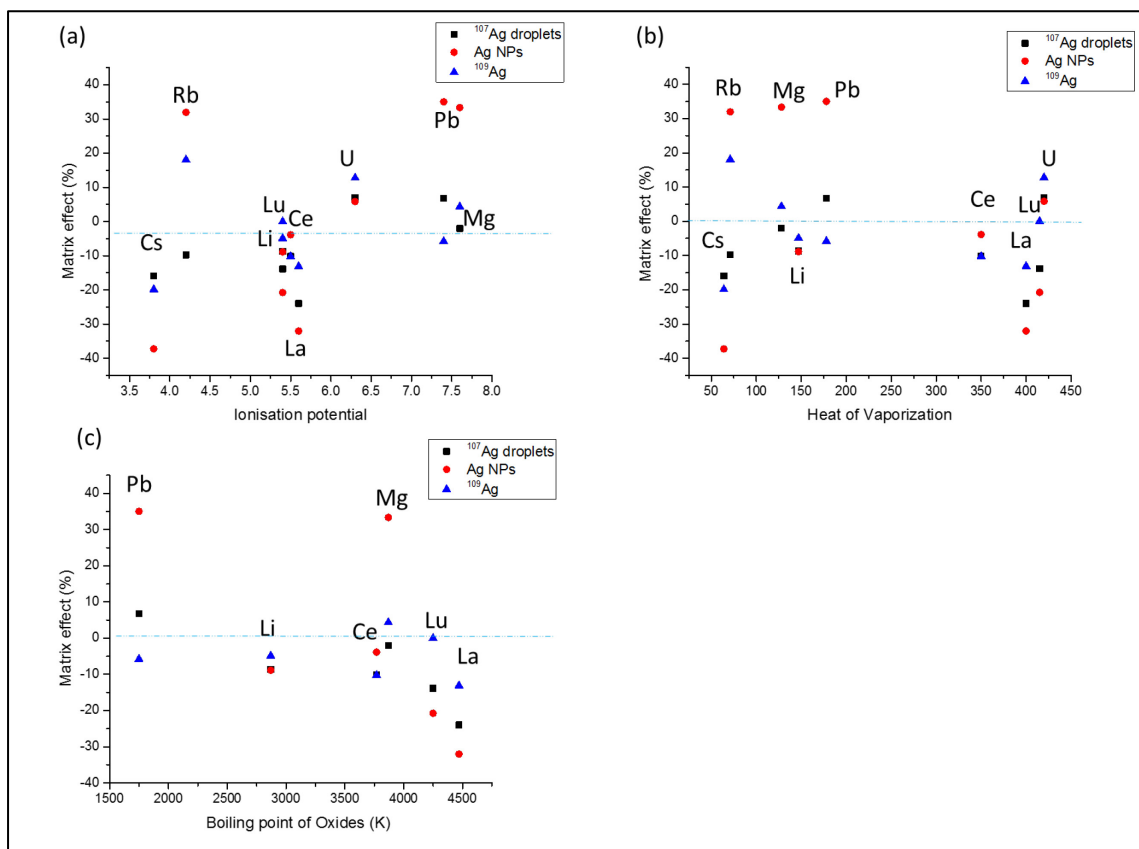 (a)
¹⁰⁷Ag droplets
Ag NPs
¹⁰⁹Ag
40
30
20
10
0
-10
-20
-30
-40
Matrix effect (%)
Rb
Pb
U
Lu
Ce
Mg
Cs
Li
La
3.5 4.0 4.5 5.0 5.5 6.0 6.5 7.0 7.5 8.0
Ionisation potential
(b)
¹⁰⁷Ag droplets
Ag NPs
¹⁰⁹Ag
40
30
20
10
0
-10
-20
-30
-40
Matrix effect (%)
Rb Mg Pb
U
Ce Lu
Cs La
Li
50 100 150 200 250 300 350 400 450
Heat of Vaporization
(c)
¹⁰⁷Ag droplets
Ag NPs
¹⁰⁹Ag
40
30
20
10
0
-10
-20
-30
-40
Matrix effect (%)
Pb
Mg
Li Ce Lu
La
1500 2000 2500 3000 3500 4000 4500
Boiling point of Oxides (K)